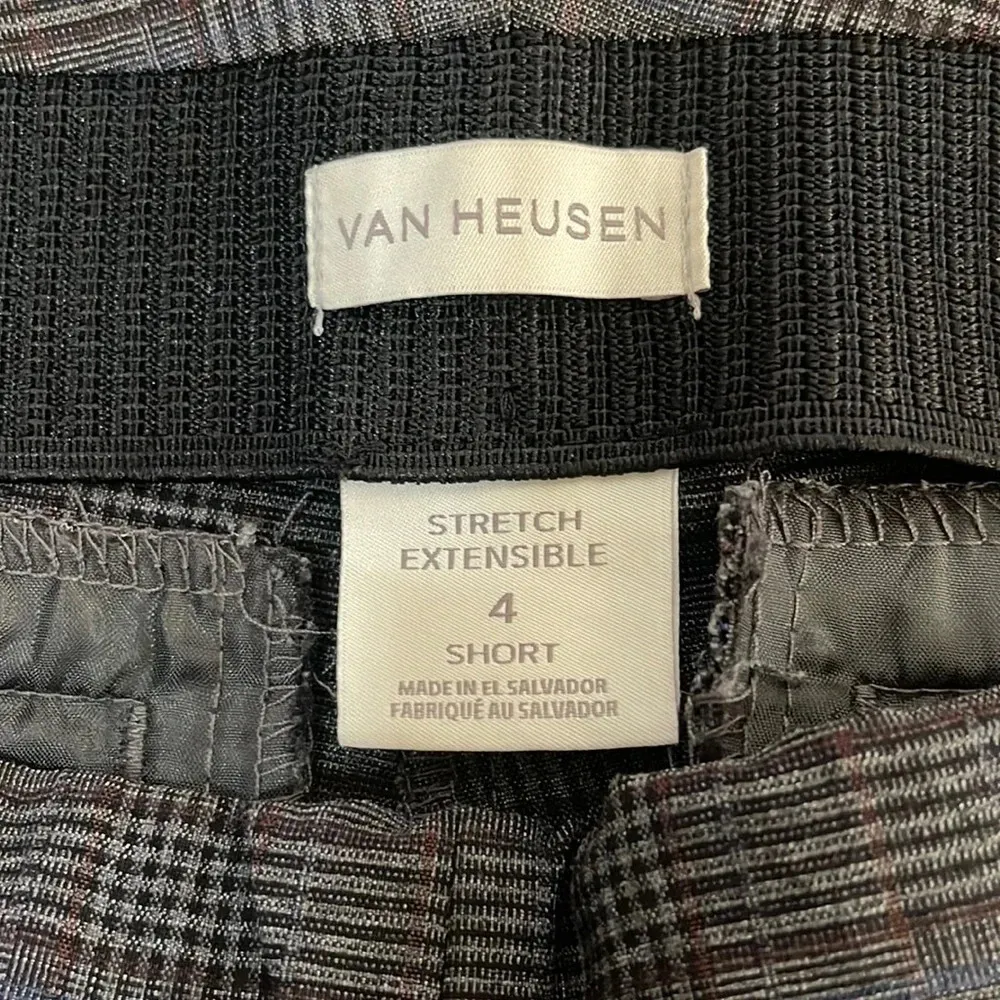 VAN HEUSEN
STRETCH
EXTENSIBLE
4
SHORT
MADE IN EL SALVADOR
FABRIQUÉ AU SALVADOR